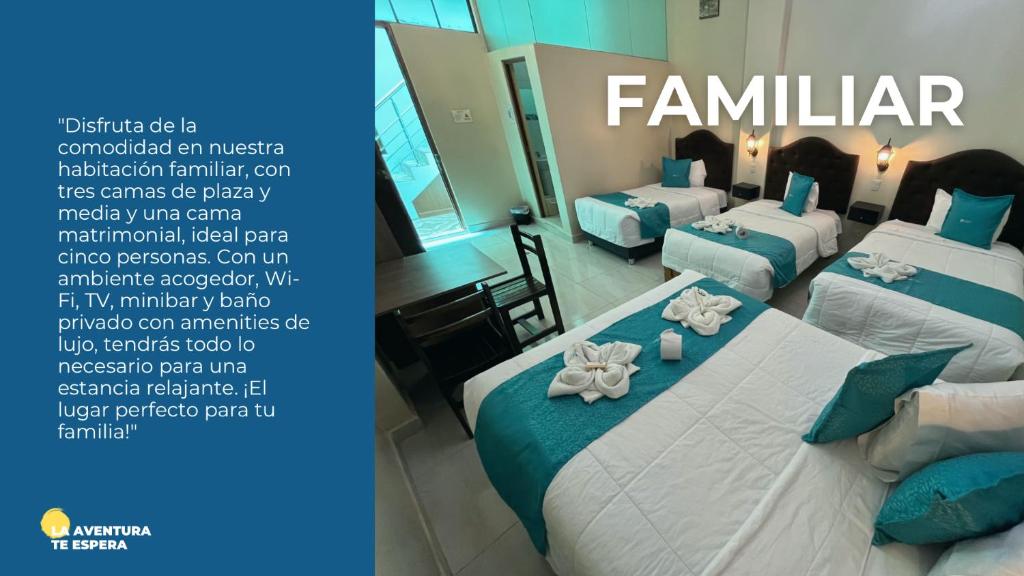 "Disfruta de la
comodidad en nuestra
habitación familiar, con
tres camas de plaza y
media y una cama
matrimonial, ideal para
cinco personas. Con un
ambiente acogedor, Wi-
Fi, TV, minibar y baño
privado con amenities de
lujo, tendrás todo lo
necesario para una
estancia relajante. ¡El
lugar perfecto para tu
familia!"
LA AVENTURA
TE ESPERA
FAMILIAR